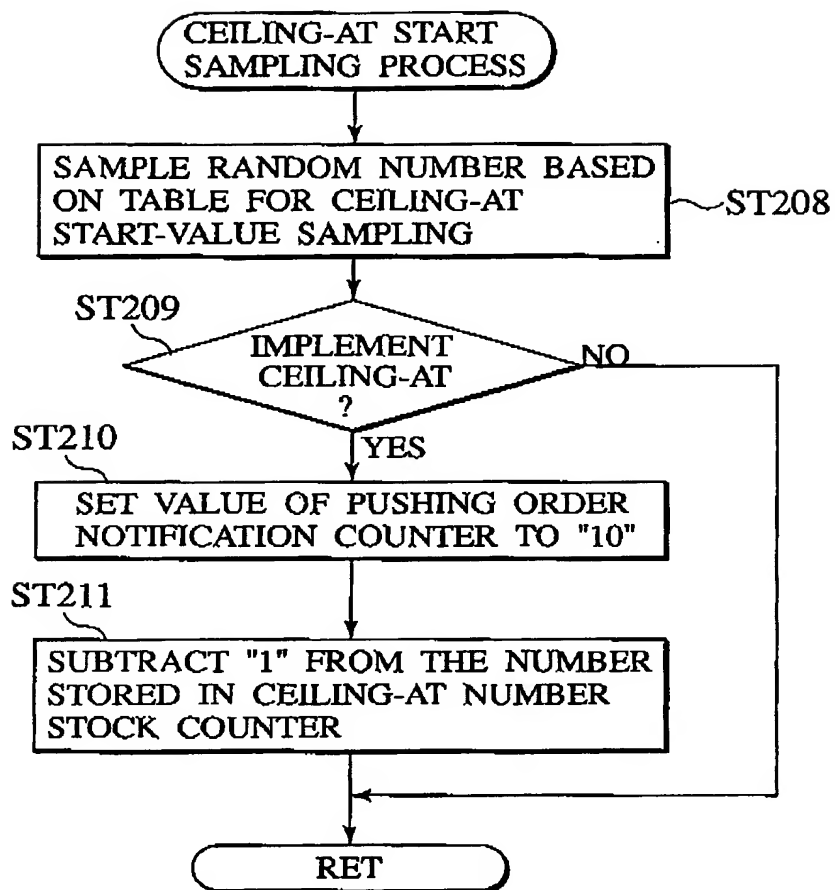 CEILING-AT START
SAMPLING PROCESS
SAMPLE RANDOM NUMBER BASED
ON TABLE FOR CEILING-AT
START-VALUE SAMPLING
ST208
ST209
IMPLEMENT
CEILING-AT
?
NO
YES
ST210
SET VALUE OF PUSHING ORDER
NOTIFICATION COUNTER TO "10"
ST211
SUBTRACT "1" FROM THE NUMBER
STORED IN CEILING-AT NUMBER
STOCK COUNTER
RET